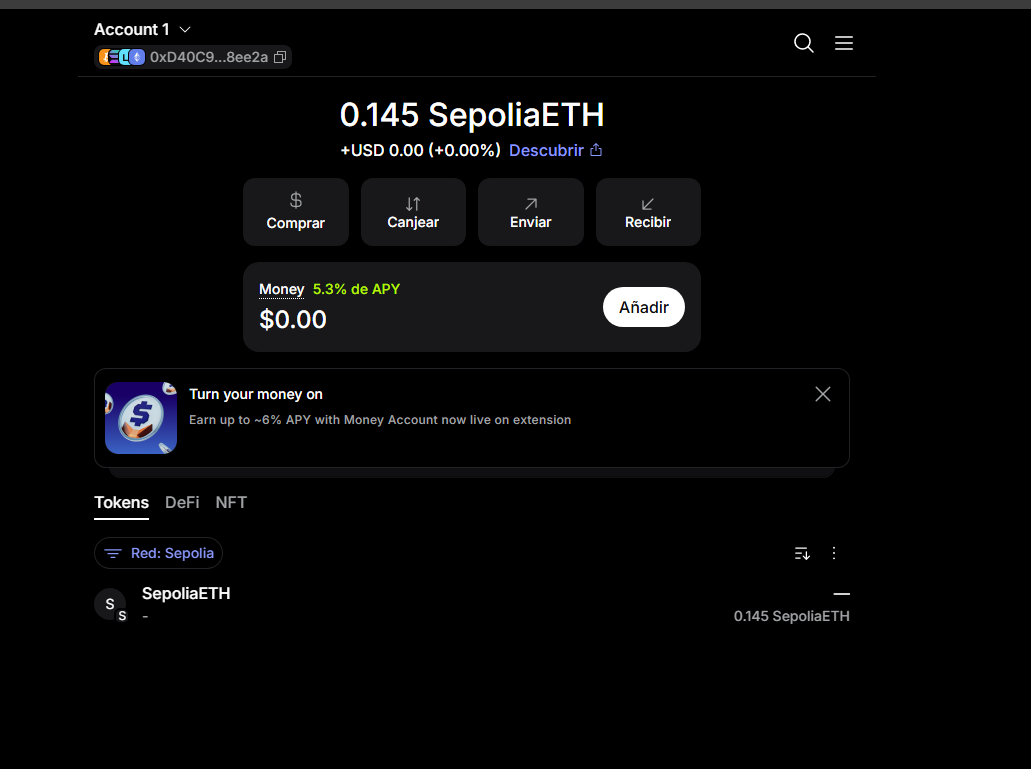 Account 1
0xD40C9...8ee2a
0.145 SepoliaETH
+USD 0.00 (+0.00%) Descubrir
$
Comprar Canjear Enviar Recibir
Money 5.3% de APY
$0.00
Añadir
Turn your money on
Earn up to ~6% APY with Money Account now live on extension
Tokens DeFi NFT
Red: Sepolia
S S SepoliaETH —
- 0.145 SepoliaETH